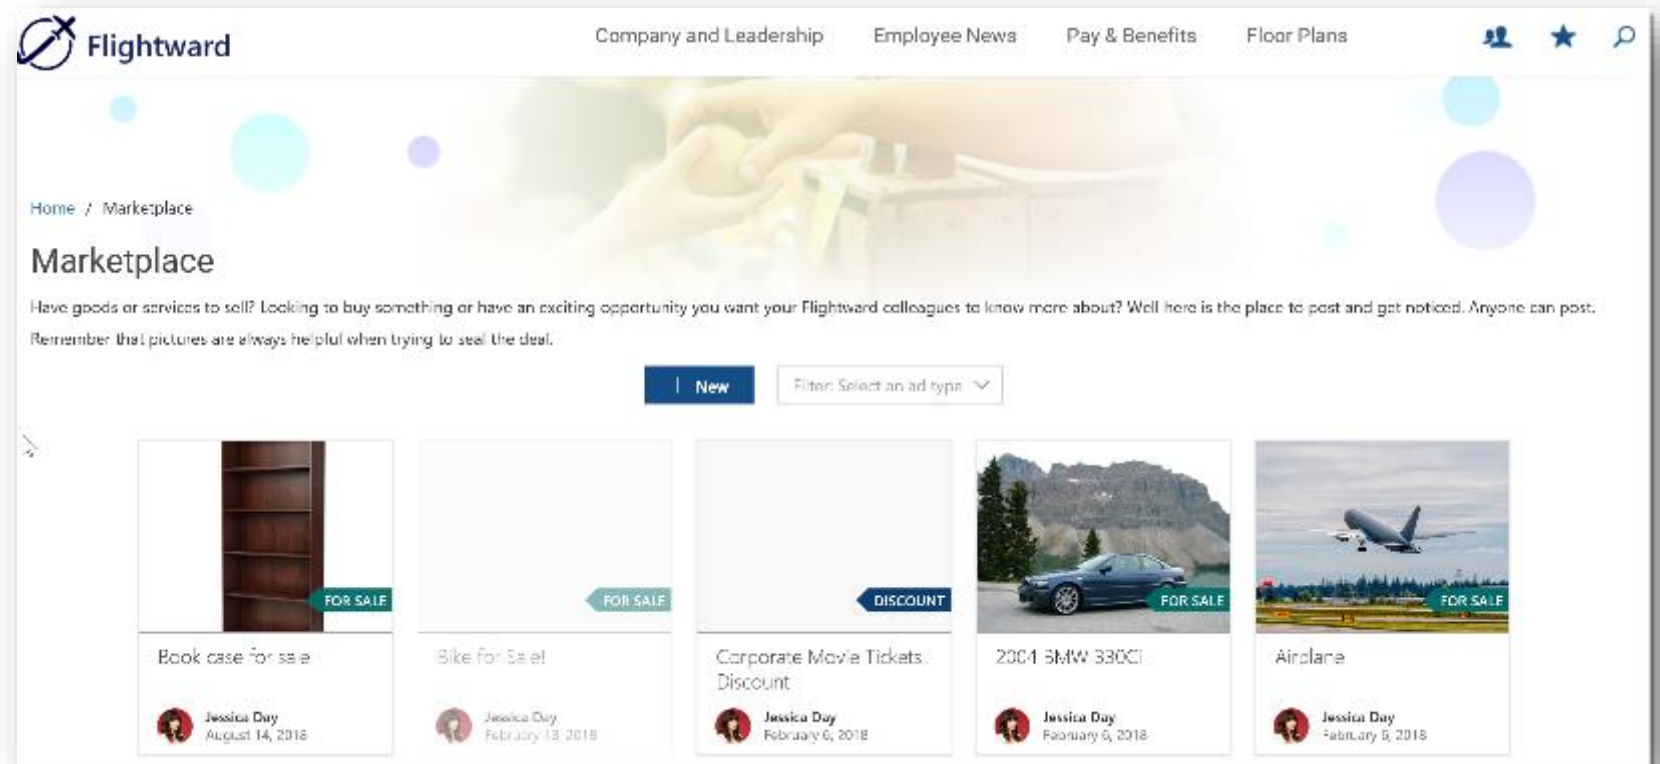 Flightward
Company and Leadership Employee News Pay & Benefits Floor Plans
Home / Marketplace
Marketplace
Have goods or services to sell? Looking to buy something or have an exciting opportunity you want your Flightward colleagues to know more about? Well here is the place to post and get noticed. Anyone can post.
Remember that pictures are always helpful when trying to seal the deal.
New
Filter: Select an ad type
FOR SALE
FOR SALE
DISCOUNT
FOR SALE
FOR SALE
Book case for sale
Bike for Sale!
Corporate Movie Tickets
Discount
2004 BMW 330Ci
Airplane
Jessica Day
August 14, 2018
Jessica Day
February 13, 2018
Jessica Day
February 6, 2018
Jessica Day
February 6, 2018
Jessica Day
February 6, 2018